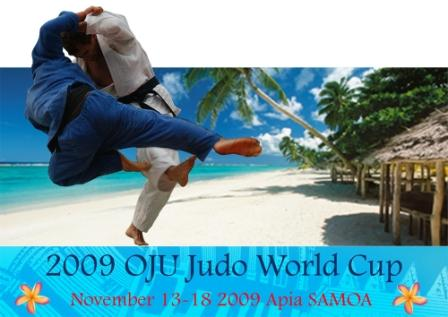 2009 OJU Judo World Cup
November 13-18 2009 Apia SAMOA